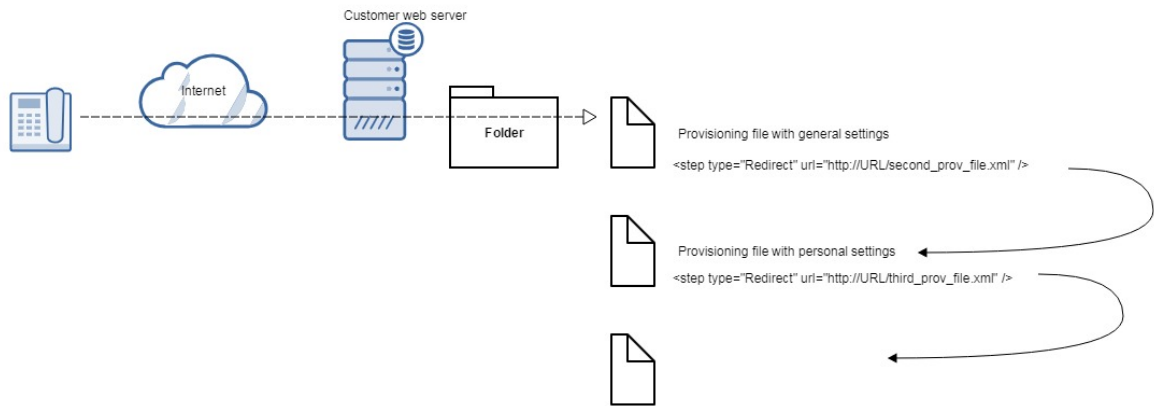 Customer web server
Internet
Folder
Provisioning file with general settings
<step type="Redirect" url="http://URL/second_prov_file.xml" />
Provisioning file with personal settings
<step type="Redirect" url="http://URL/third_prov_file.xml" />